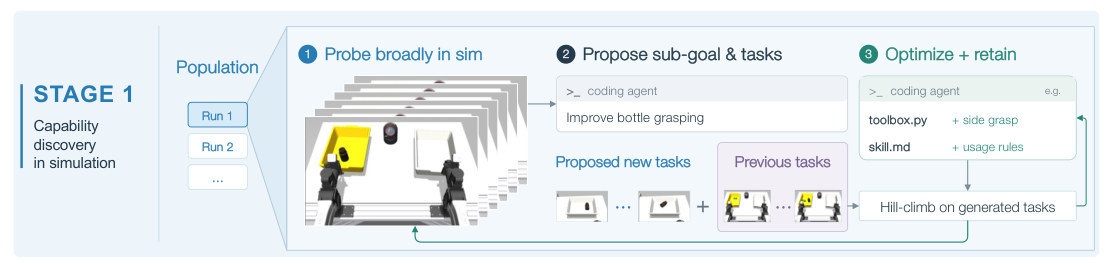 STAGE 1
Capability
discovery
in simulation
Population
Run 1
Run 2
...
1 Probe broadly in sim
2 Propose sub-goal & tasks
>_ coding agent
Improve bottle grasping
Proposed new tasks
...
+
Previous tasks
...
3 Optimize + retain
>_ coding agent e.g.
toolbox.py + side grasp
skill.md + usage rules
Hill-climb on generated tasks